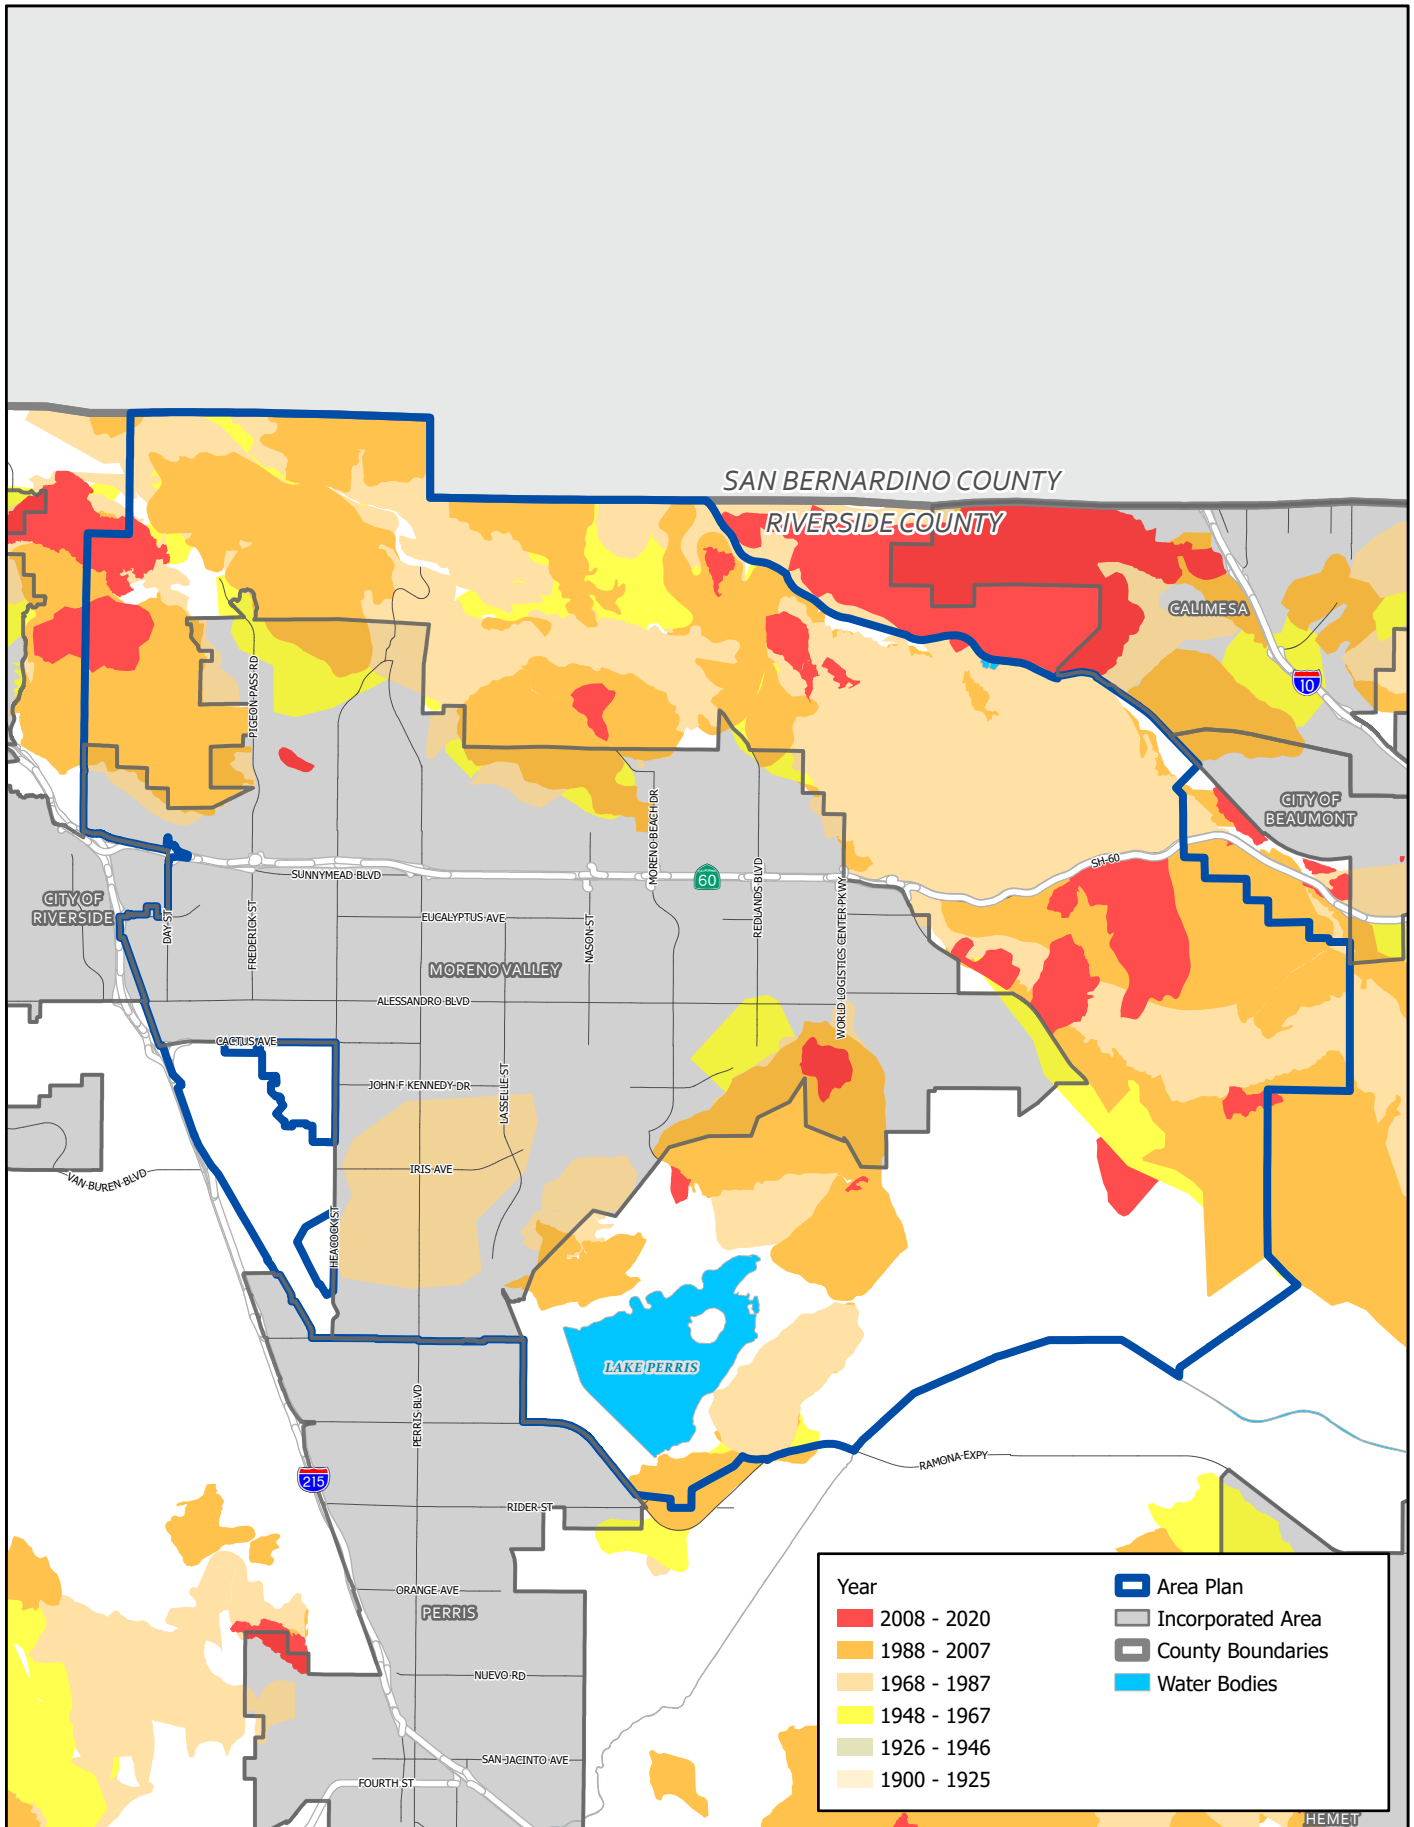 SAN BERNARDINO COUNTY
RIVERSIDE COUNTY
CALIMESA
10
PIGEON PASS RD
CITY OF
BEAUMONT
MORENO BEACH DR
SH-60
SUNNYMEAD BLVD
60
CITY OF
RIVERSIDE
DAY ST
FREDERICK ST
EUCALYPTUS AVE
NASON ST
REDLANDS BLVD
WORLD LOGISTICS CENTER PKWY
MORENO VALLEY
ALESSANDRO BLVD
CACTUS AVE
JOHN F KENNEDY DR
LASSELLE ST
IRIS AVE
VAN BUREN BLVD
HEACOCK ST
LAKE PERRIS
PERRIS BLVD
RAMONA EXPY
215
RIDER ST
ORANGE AVE
PERRIS
NUEVO RD
SAN JACINTO AVE
FOURTH ST
HEMET
Year
2008 - 2020
1988 - 2007
1968 - 1987
1948 - 1967
1926 - 1946
1900 - 1925
Area Plan
Incorporated Area
County Boundaries
Water Bodies